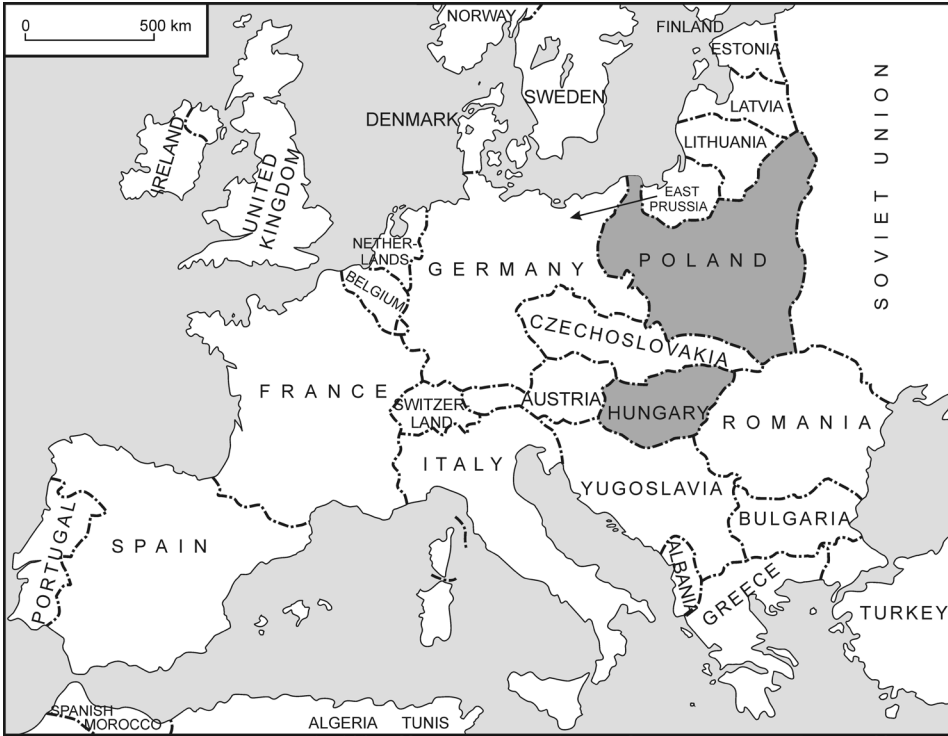 0 500 km
NORWAY
FINLAND
ESTONIA
SWEDEN
LATVIA
DENMARK
LITHUANIA
SOVIET UNION
IRELAND
UNITED
KINGDOM
EAST
PRUSSIA
NETHER-
LANDS
GERMANY
POLAND
BELGIUM
CZECHOSLOVAKIA
FRANCE
SWITZER
LAND
AUSTRIA
HUNGARY
ROMANIA
ITALY
YUGOSLAVIA
BULGARIA
PORTUGAL
SPAIN
ALBANIA
GREECE
TURKEY
SPANISH
MOROCCO
ALGERIA
TUNIS